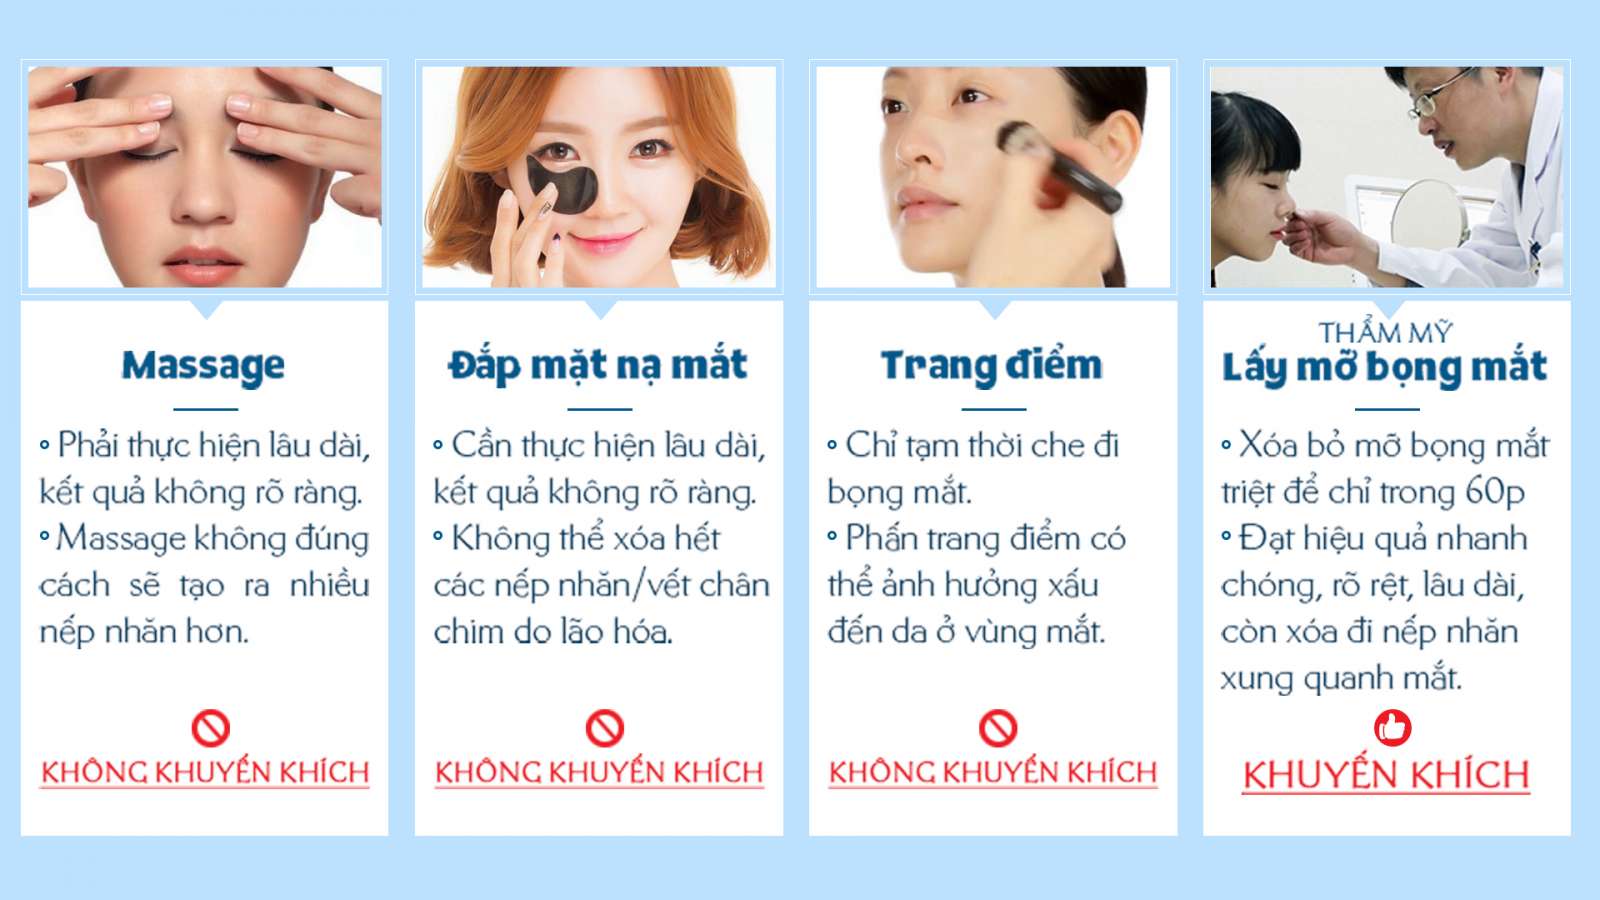 Massage
Phải thực hiện lâu dài,
kết quả không rõ ràng.
Massage không đúng
cách sẽ tạo ra nhiều
nếp nhăn hơn.
KHÔNG KHUYẾN KHÍCH
Đắp mặt nạ mắt
Cần thực hiện lâu dài,
kết quả không rõ ràng.
Không thể xóa hết
các nếp nhăn/vết chân
chim do lão hóa.
KHÔNG KHUYẾN KHÍCH
Trang điểm
Chỉ tạm thời che đi
bọng mắt.
Phấn trang điểm có
thể ảnh hưởng xấu
đến da ở vùng mắt.
KHÔNG KHUYẾN KHÍCH
THẨM MỸ
Lấy mỡ bọng mắt
Xóa bỏ mỡ bọng mắt
triệt để chỉ trong 60p
Đạt hiệu quả nhanh
chóng, rõ rệt, lâu dài,
còn xóa đi nếp nhăn
xung quanh mắt.
KHUYẾN KHÍCH